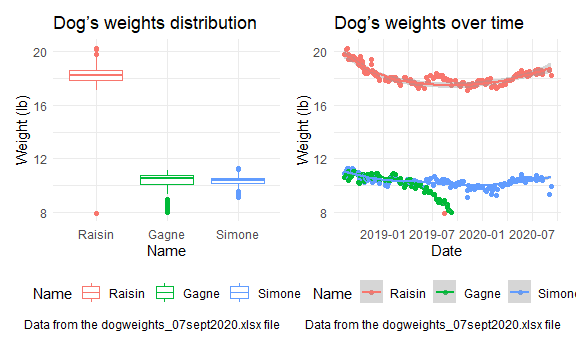 Dog's weights distribution
20
16
12
8
Weight (lb)
Raisin Gagne Simone
Name
Name Raisin Gagne Simone
Data from the dogweights_07sept2020.xlsx file
Dog's weights over time
20
16
12
8
Weight (lb)
2019-01 2019-07 2020-01 2020-07
Date
Name Raisin Gagne Simone
Data from the dogweights_07sept2020.xlsx file